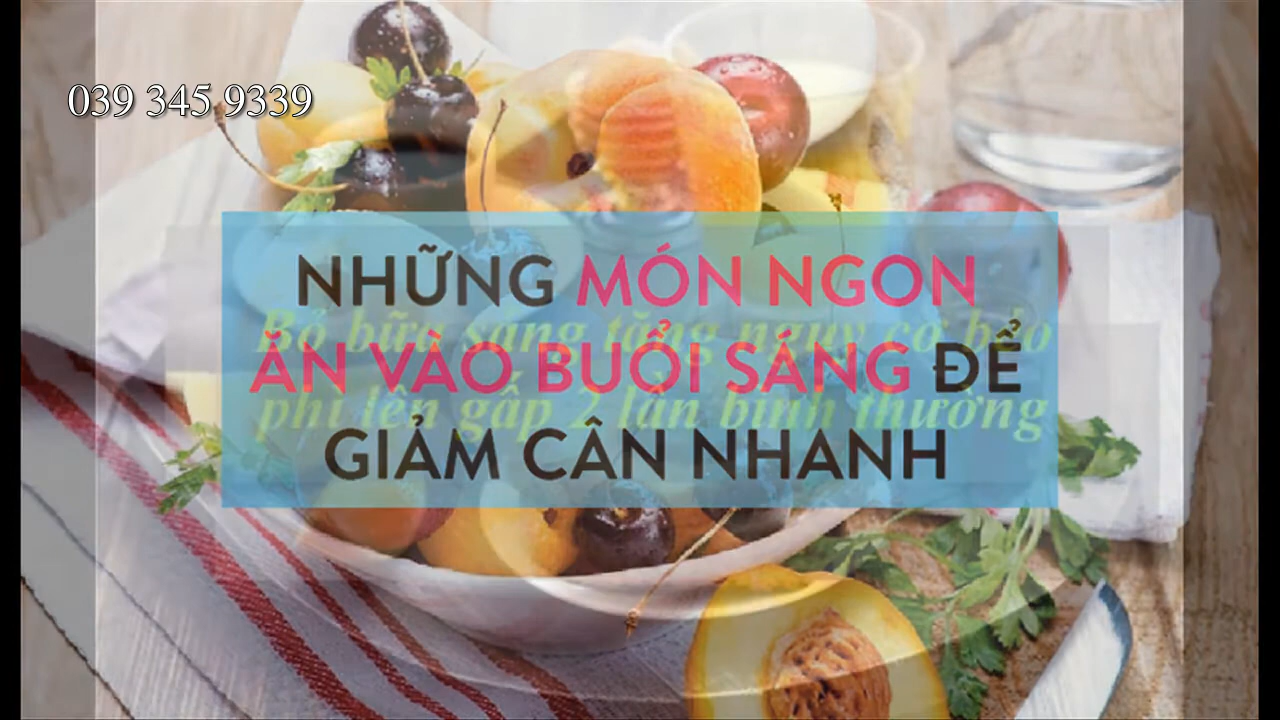 039 345 9339
NHỮNG MÓN NGON
Bỏ bữa sáng tăng nguy cơ béo
ĂN VÀO BUỔI SÁNG ĐỂ
phì lên gấp 2 lần bình thường
GIẢM CÂN NHANH